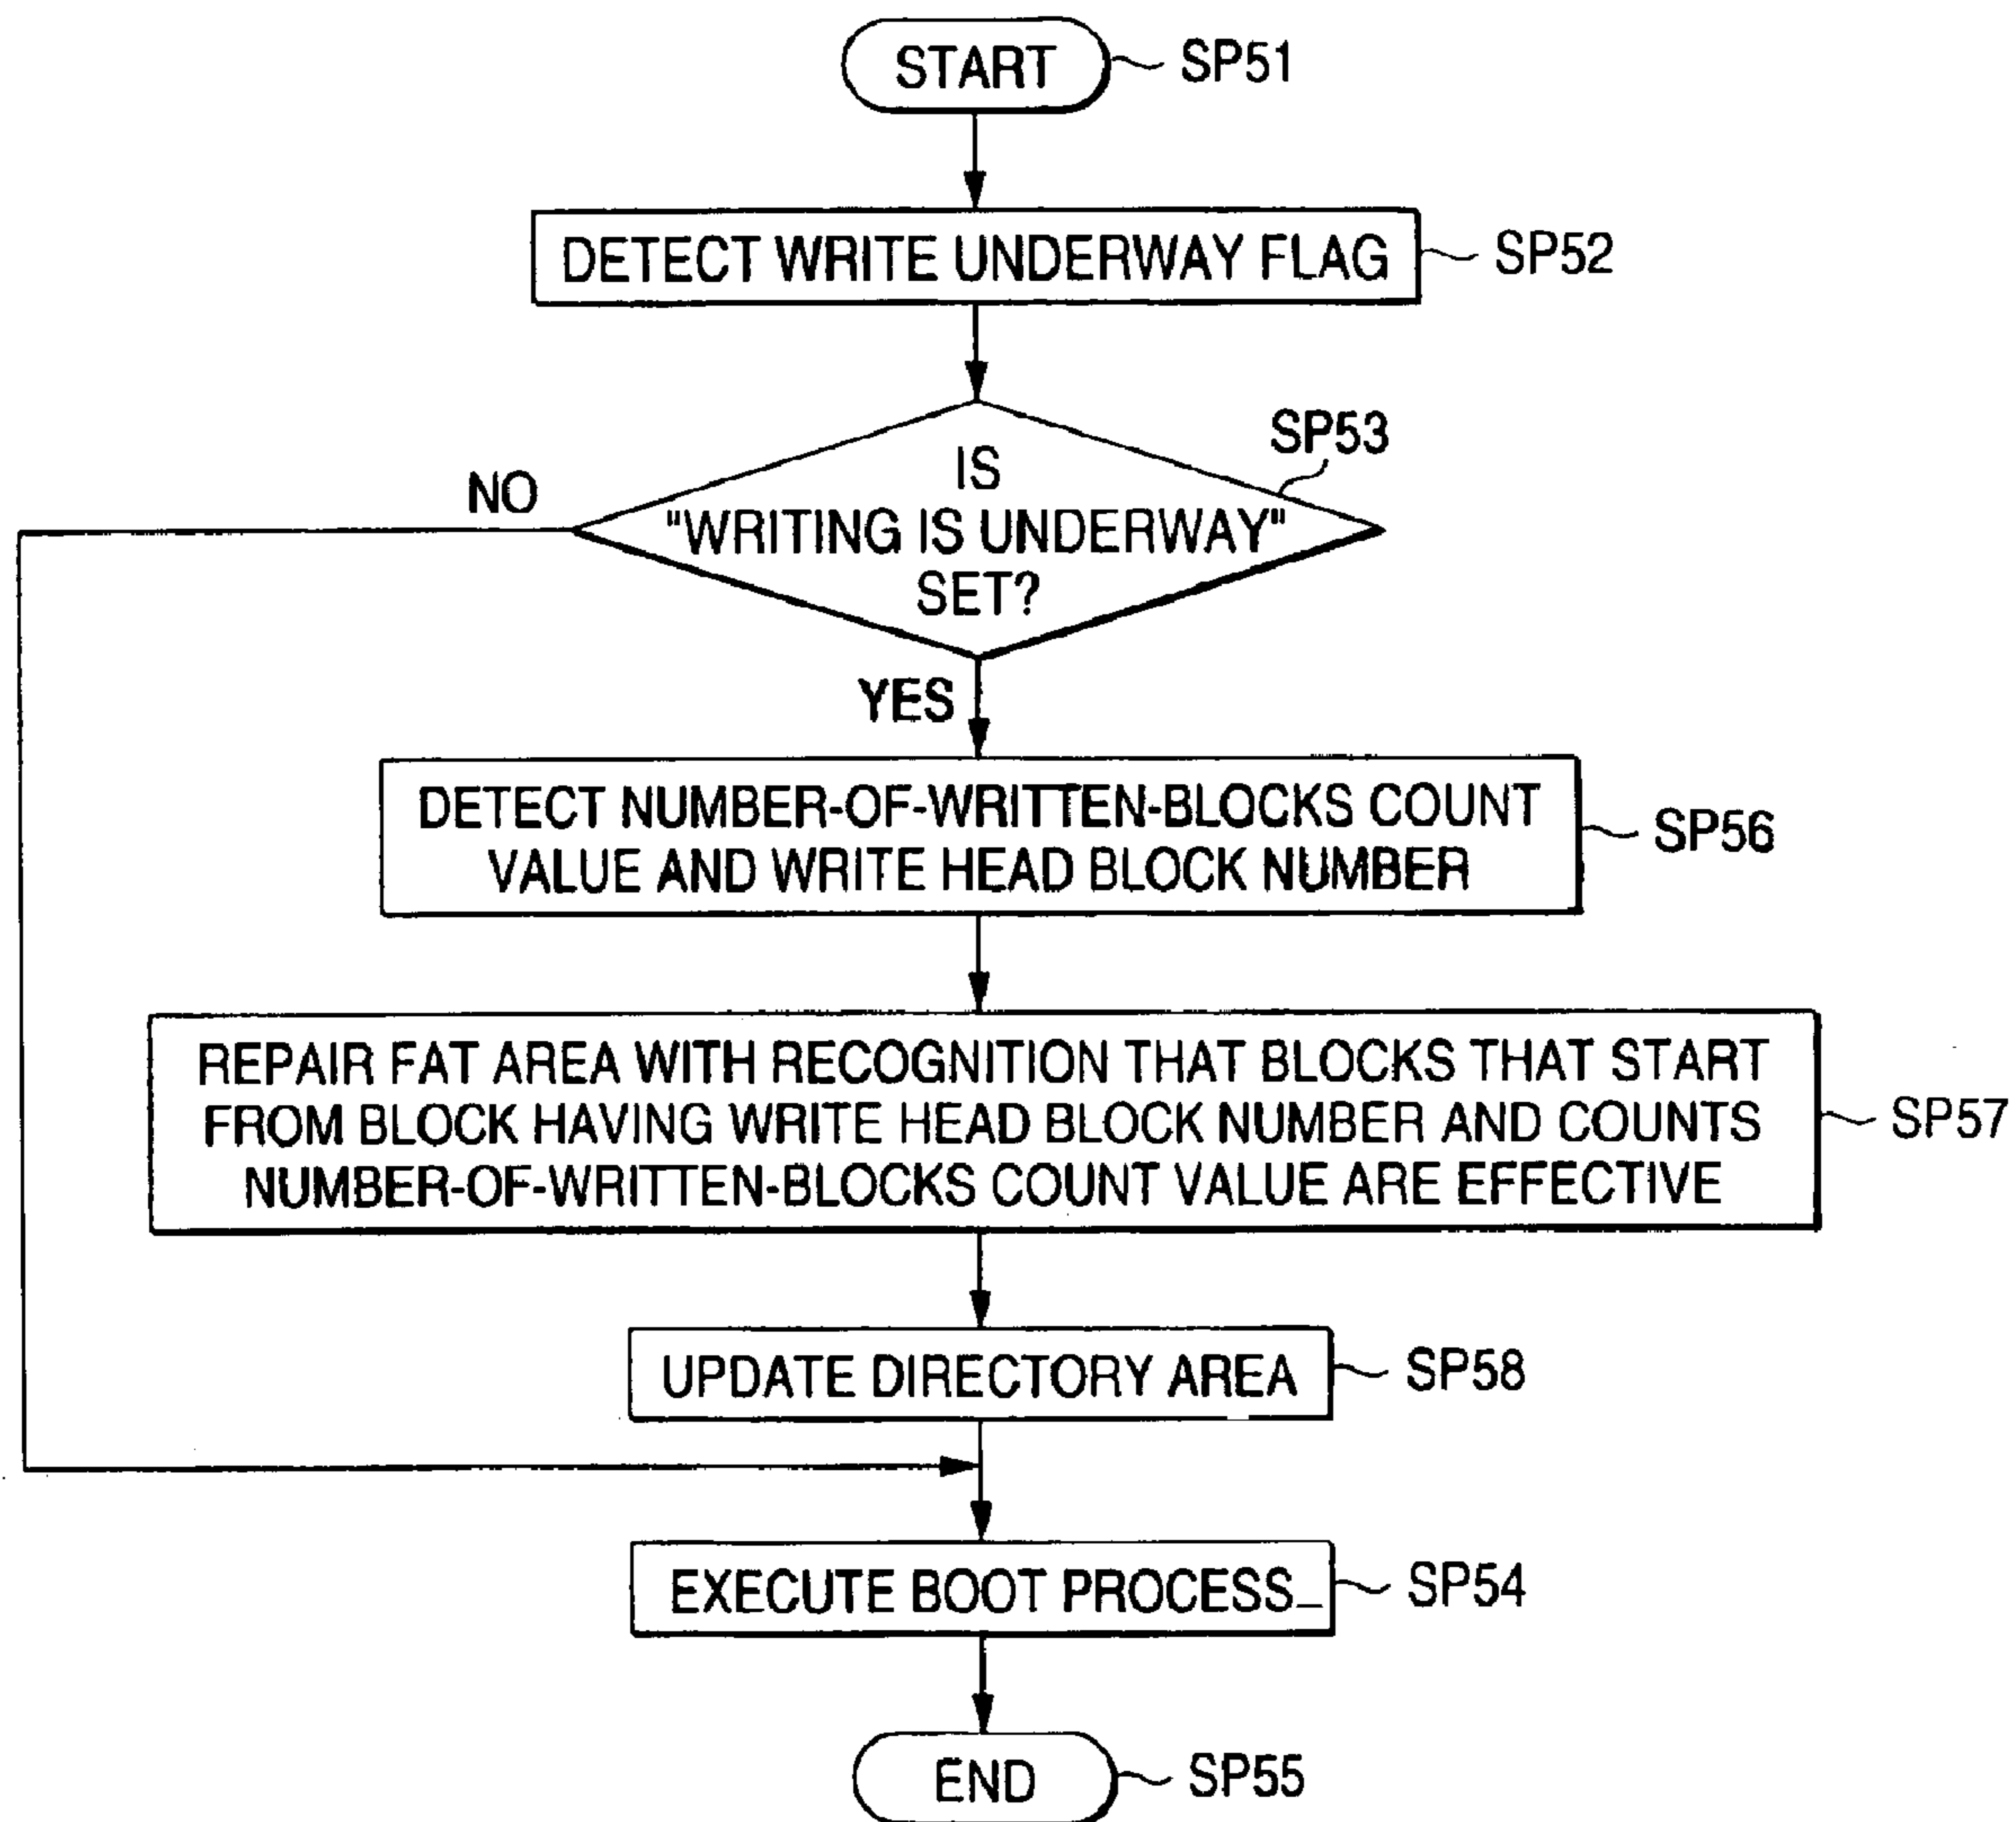 START
SP51
DETECT WRITE UNDERWAY FLAG
SP52
SP53
IS
"WRITING IS UNDERWAY"
SET?
NO
YES
DETECT NUMBER-OF-WRITTEN-BLOCKS COUNT
VALUE AND WRITE HEAD BLOCK NUMBER
SP56
REPAIR FAT AREA WITH RECOGNITION THAT BLOCKS THAT START
FROM BLOCK HAVING WRITE HEAD BLOCK NUMBER AND COUNTS
NUMBER-OF-WRITTEN-BLOCKS COUNT VALUE ARE EFFECTIVE
SP57
UPDATE DIRECTORY AREA
SP58
EXECUTE BOOT PROCESS_
SP54
END
SP55